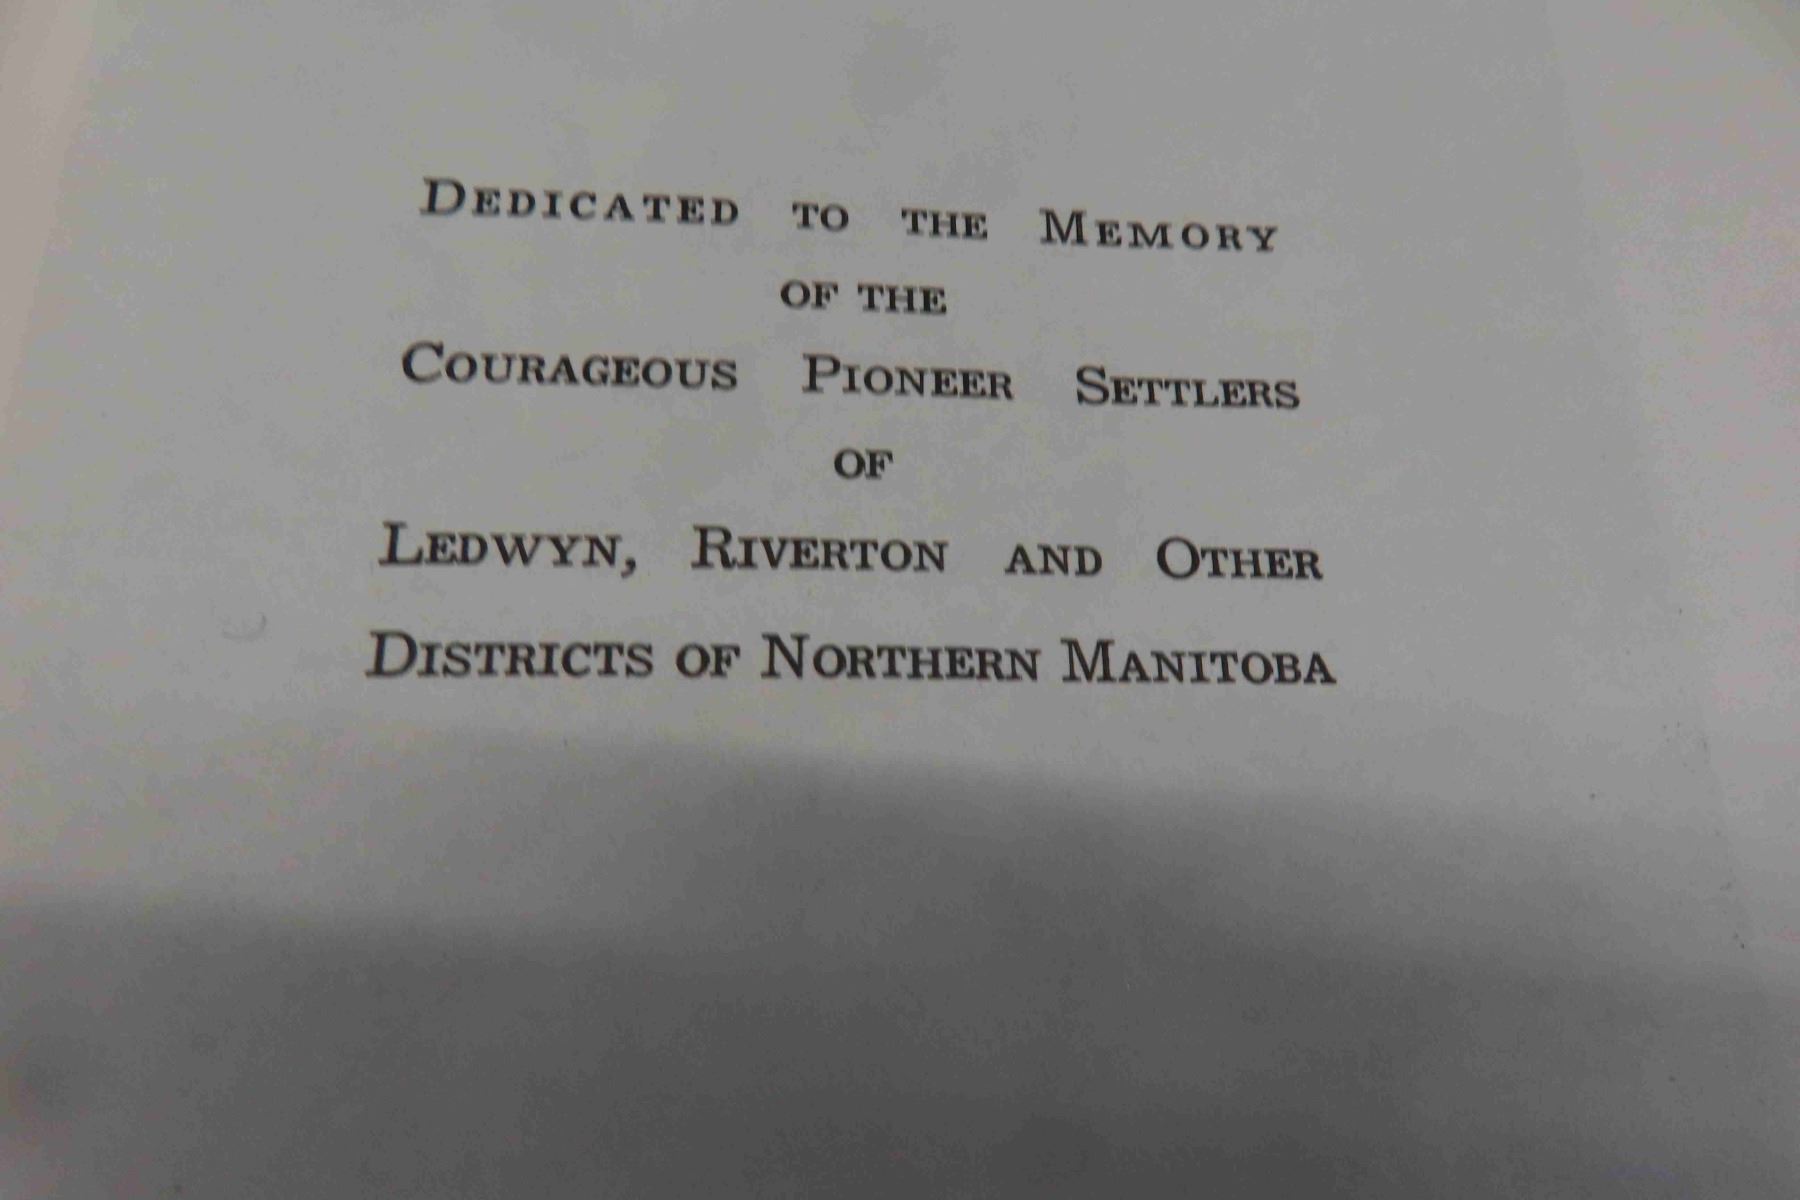 Dedicated to the Memory
of the
Courageous Pioneer Settlers
of
Ledwyn, Riverton and Other
Districts of Northern Manitoba